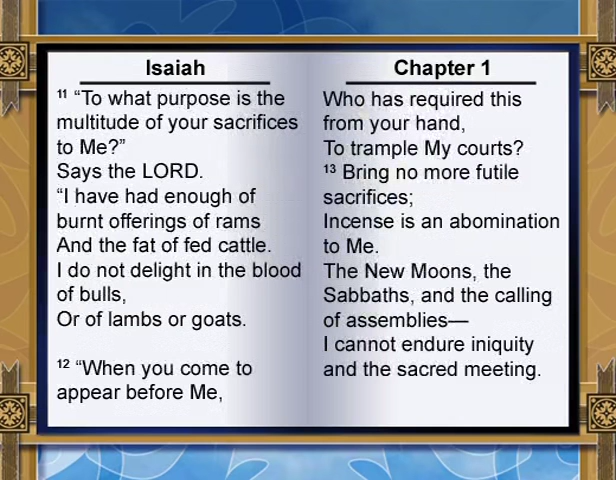 Isaiah
¹¹ “To what purpose is the
multitude of your sacrifices
to Me?”
Says the LORD.
“I have had enough of
burnt offerings of rams
And the fat of fed cattle.
I do not delight in the blood
of bulls,
Or of lambs or goats.
¹² “When you come to
appear before Me,
Chapter 1
Who has required this
from your hand,
To trample My courts?
¹³ Bring no more futile
sacrifices;
Incense is an abomination
to Me.
The New Moons, the
Sabbaths, and the calling
of assemblies—
I cannot endure iniquity
and the sacred meeting.